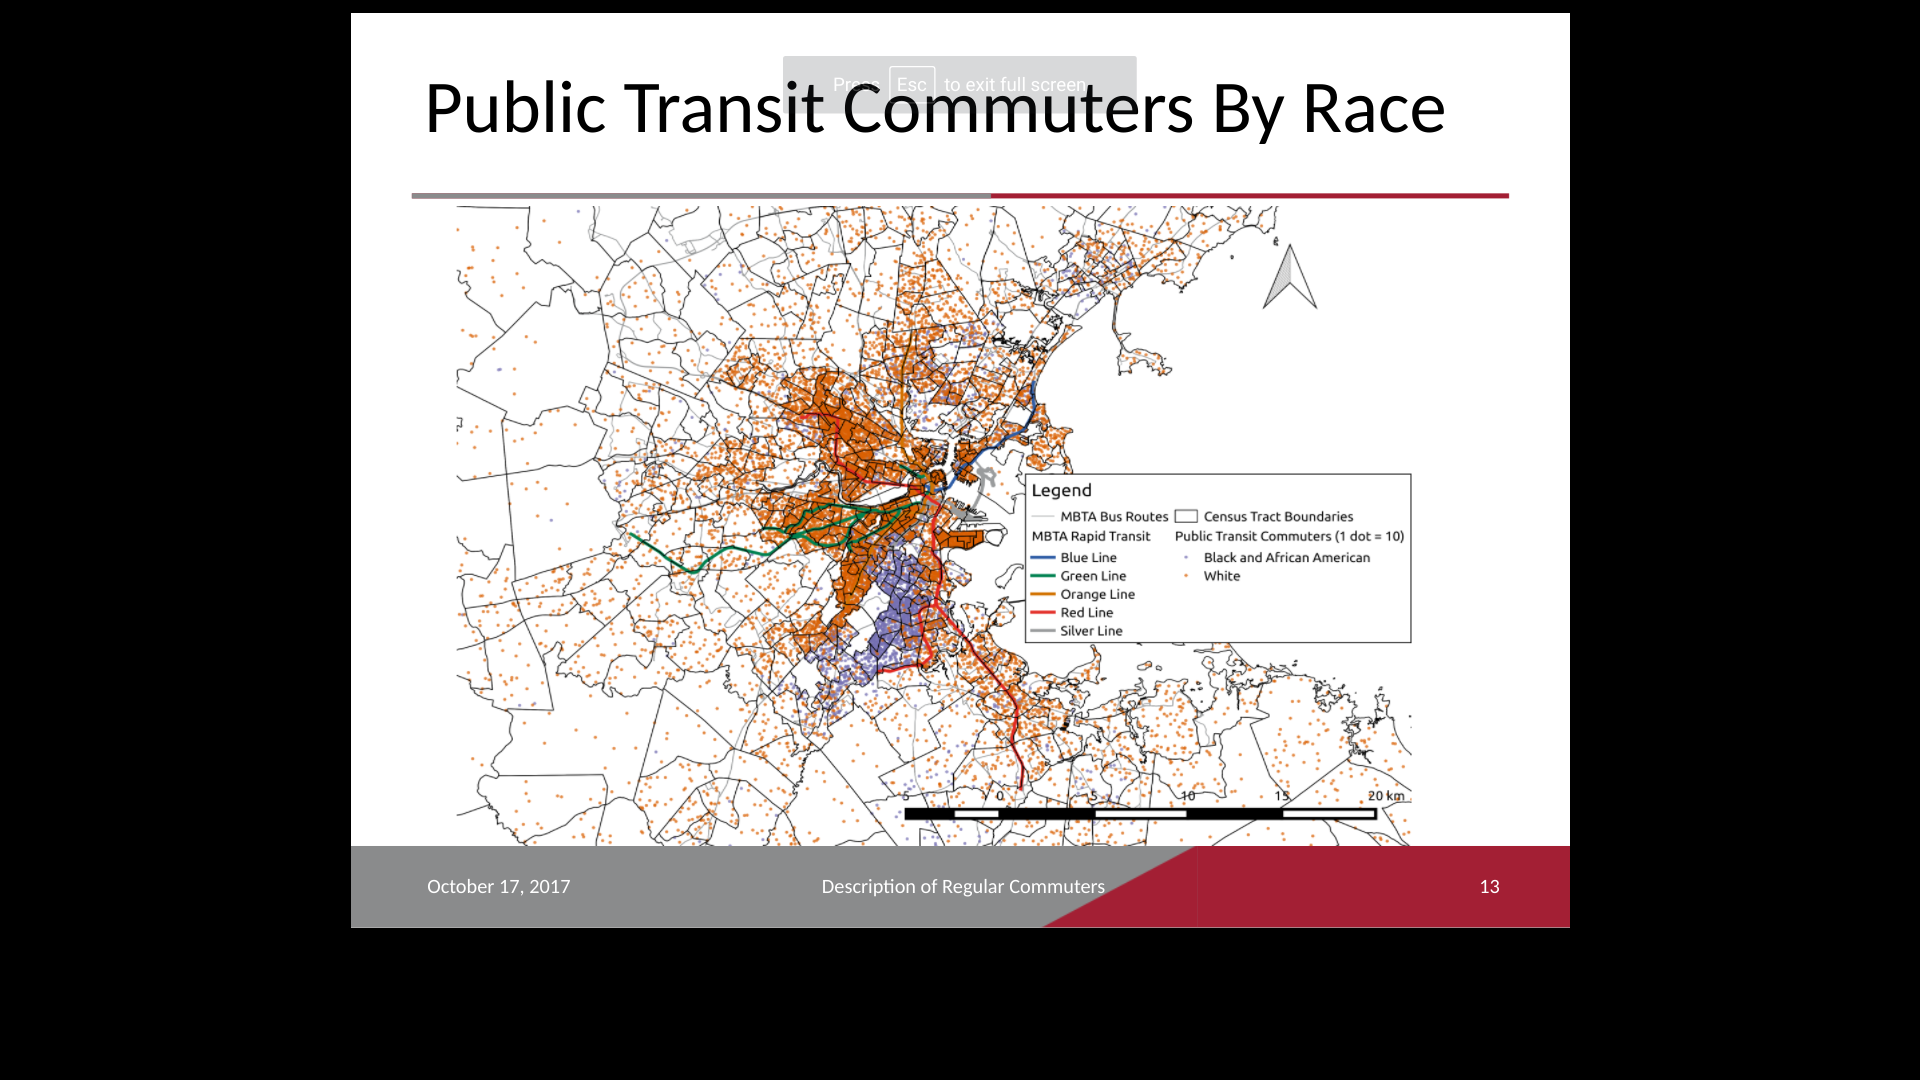 Press Esc to exit full screen
Public Transit Commuters By Race
Legend
MBTA Bus Routes Census Tract Boundaries
MBTA Rapid Transit Public Transit Commuters (1 dot = 10)
Blue Line Black and African American
Green Line White
Orange Line
Red Line
Silver Line
5 0 5 10 15 20 km
October 17, 2017 Description of Regular Commuters 13